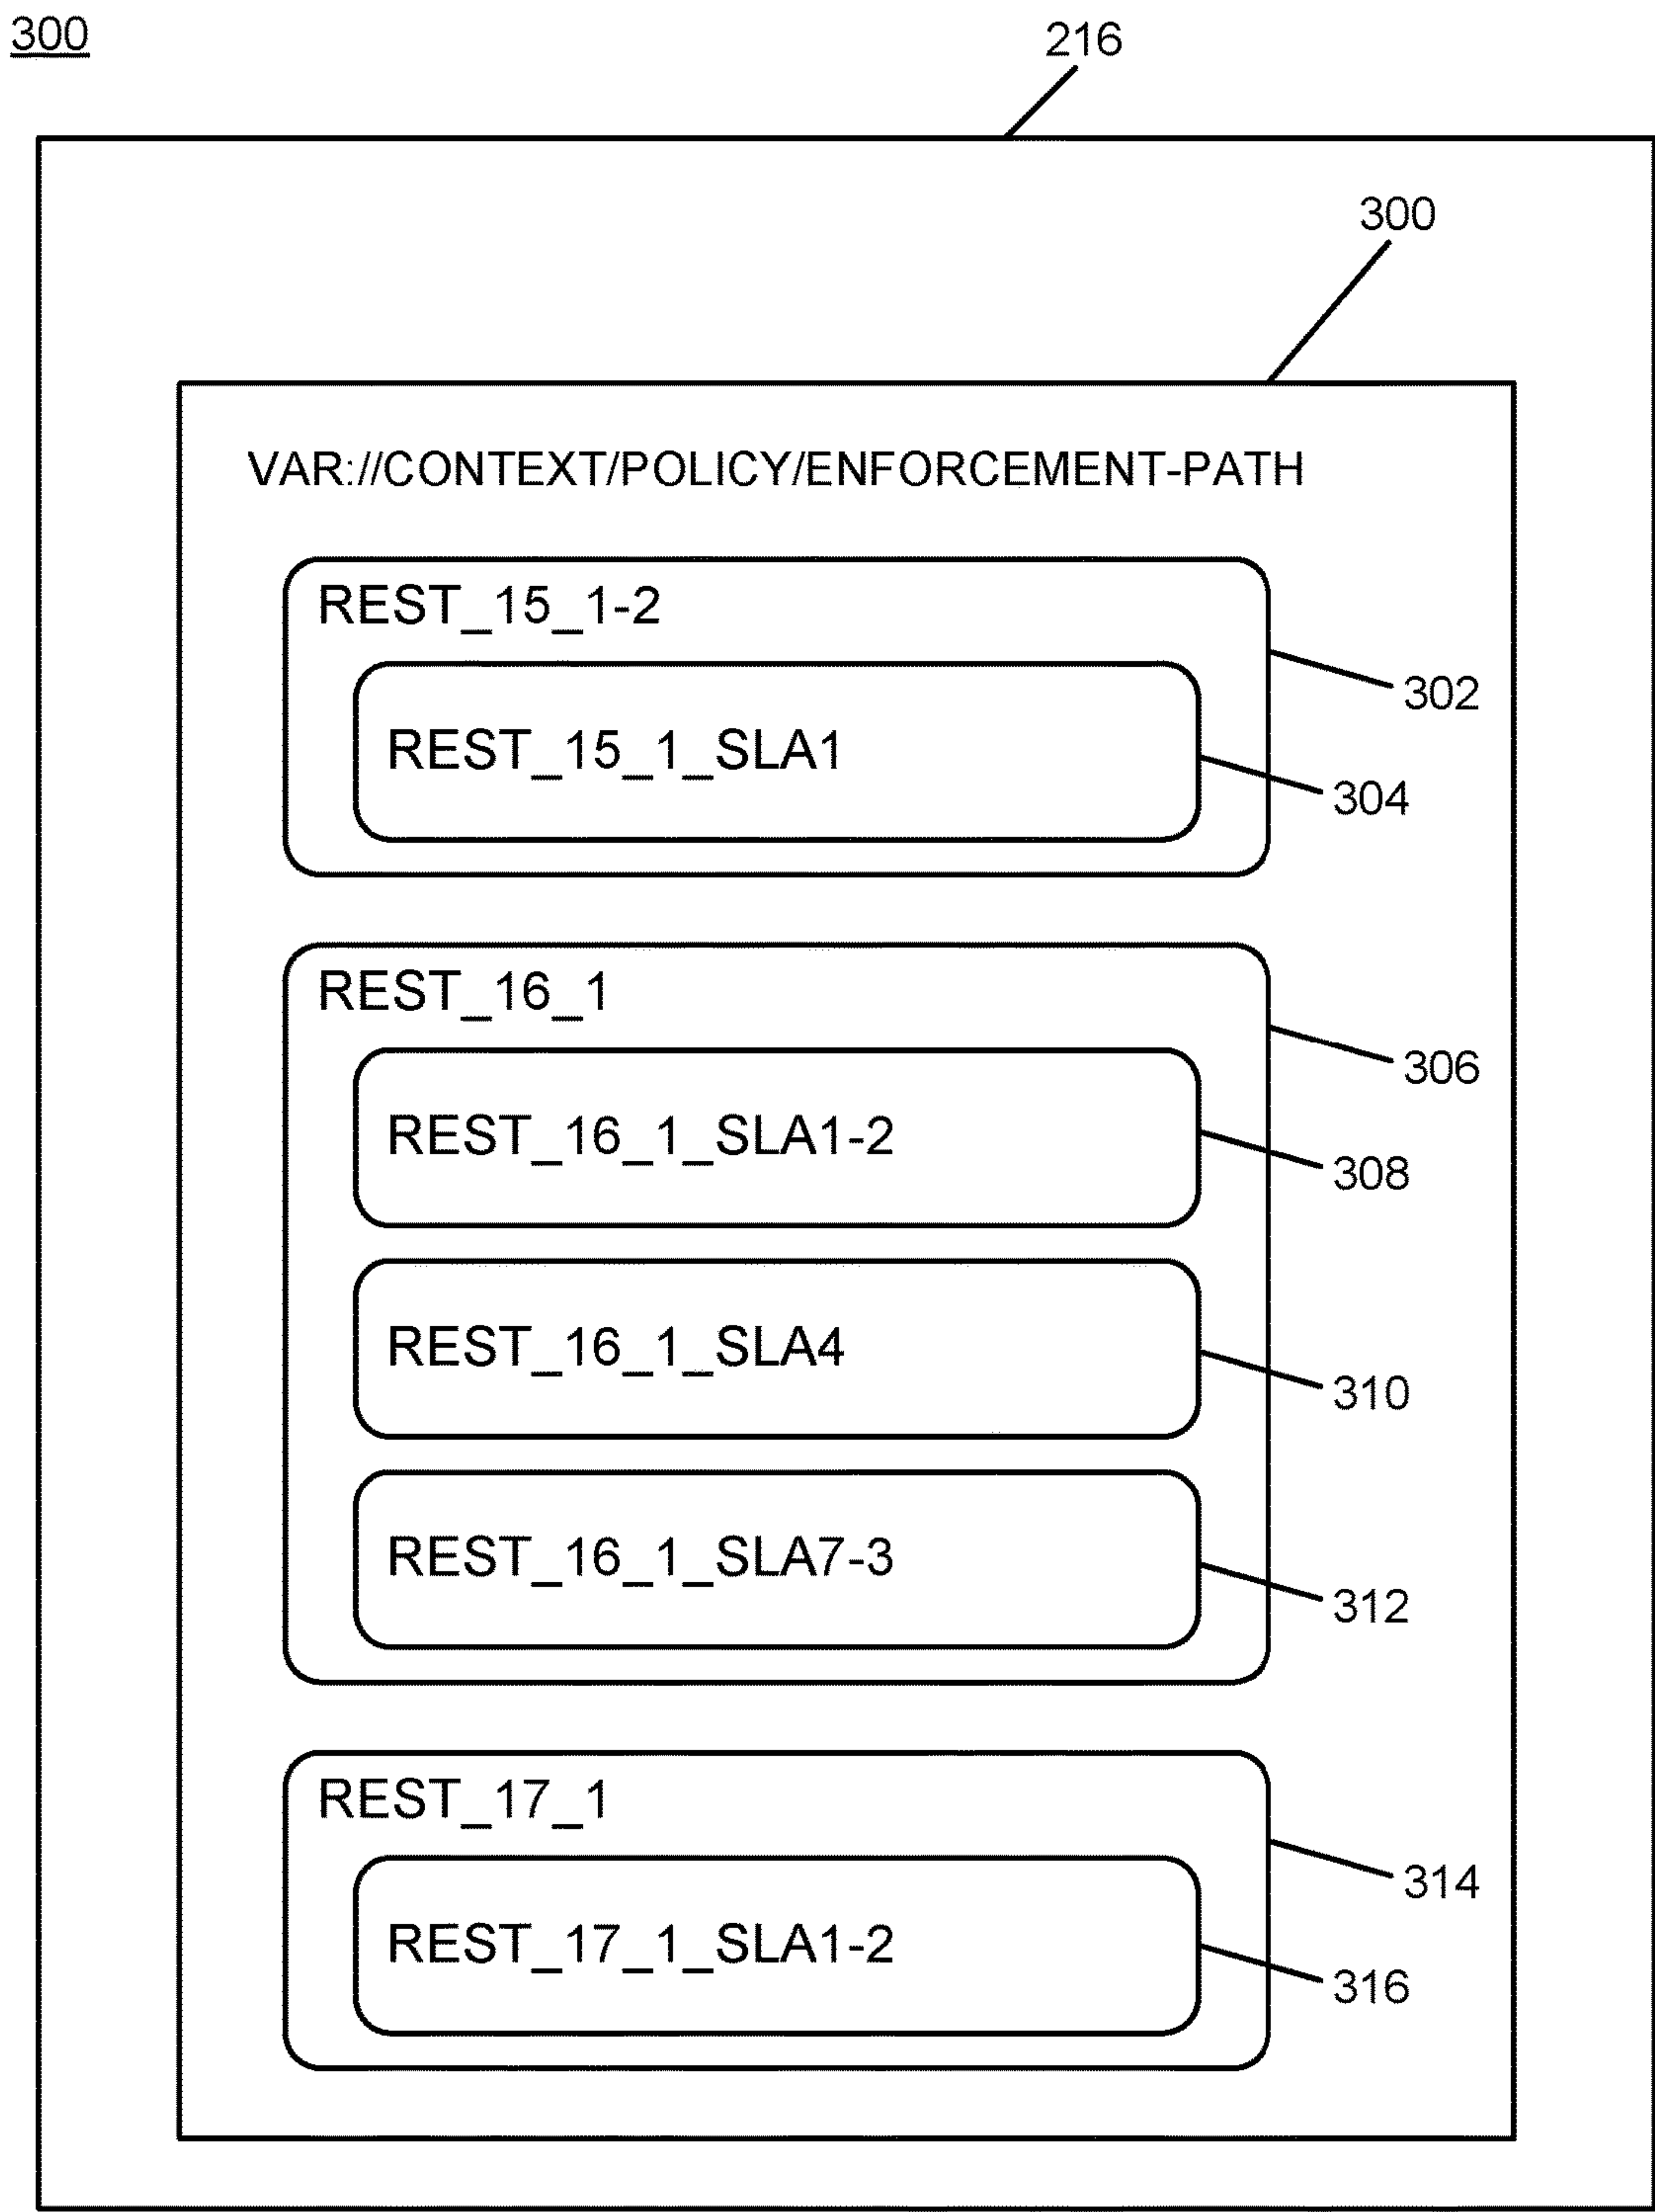 300
216
300
VAR://CONTEXT/POLICY/ENFORCEMENT-PATH
REST_15_1-2
302
REST_15_1_SLA1
304
REST_16_1
306
REST_16_1_SLA1-2
308
REST_16_1_SLA4
310
REST_16_1_SLA7-3
312
REST_17_1
314
REST_17_1_SLA1-2
316